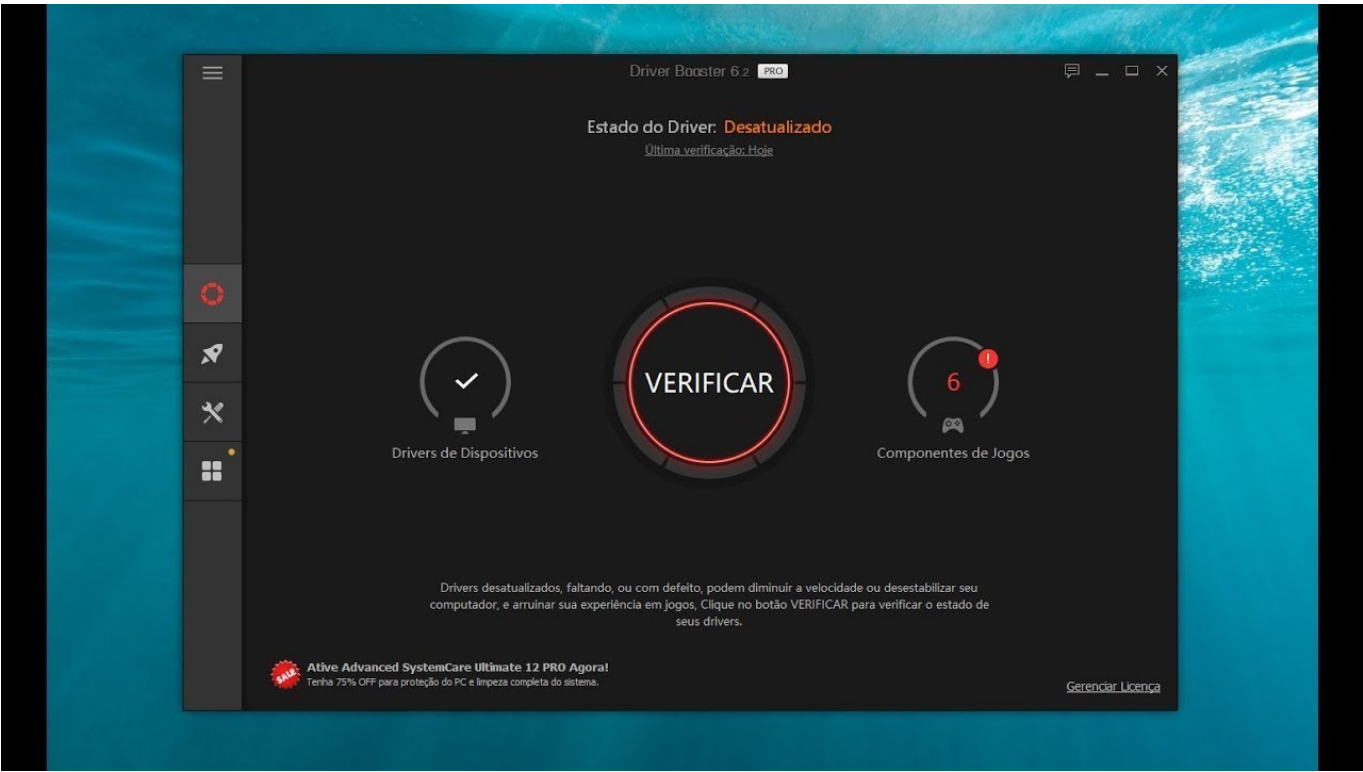 Driver Booster 6.2 PRO
Estado do Driver: Desatualizado
Última verificação: Hoje
VERIFICAR
6
!
Drivers de Dispositivos
Componentes de Jogos
Drivers desatualizados, faltando, ou com defeito, podem diminuir a velocidade ou desestabilizar seu
computador, e arruinar sua experiência em jogos, Clique no botão VERIFICAR para verificar o estado de
seus drivers.
SALE
Ative Advanced SystemCare Ultimate 12 PRO Agora!
Tenha 75% OFF para proteção do PC e limpeza completa do sistema.
Gerenciar Licença